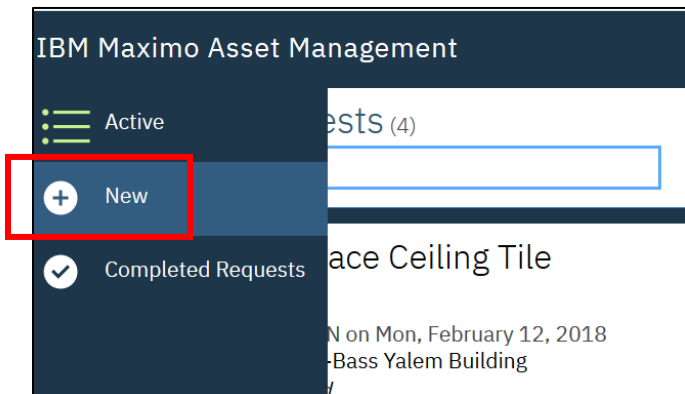 IBM Maximo Asset Management
Active
ests (4)
New
Completed Requests
ace Ceiling Tile
N on Mon, February 12, 2018
-Bass Yalem Building